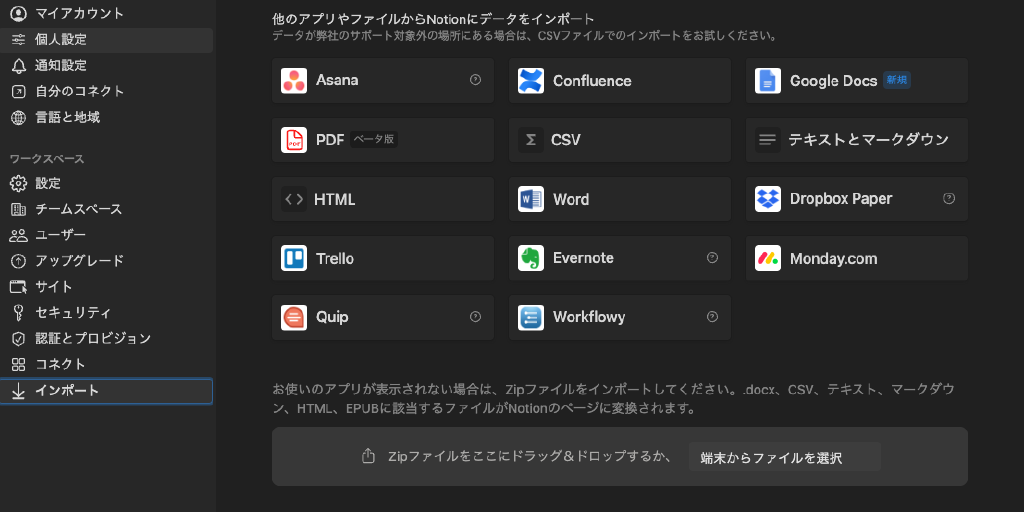 マイアカウント
個人設定
通知設定
自分のコネクト
言語と地域
ワークスペース
設定
チームスペース
ユーザー
アップグレード
サイト
セキュリティ
認証とプロビジョン
コネクト
インポート
他のアプリやファイルからNotionにデータをインポート
データが弊社のサポート対象外の場所にある場合は、CSVファイルでのインポートをお試しください。
Asana
Confluence
Google Docs 新規
PDF ベータ版
CSV
テキストとマークダウン
HTML
Word
Dropbox Paper
Trello
Evernote
Monday.com
Quip
Workflowy
お使いのアプリが表示されない場合は、Zipファイルをインポートしてください。.docx、CSV、テキスト、マークダウ
ン、HTML、EPUBに該当するファイルがNotionのページに変換されます。
Zipファイルをここにドラッグ＆ドロップするか、 端末からファイルを選択